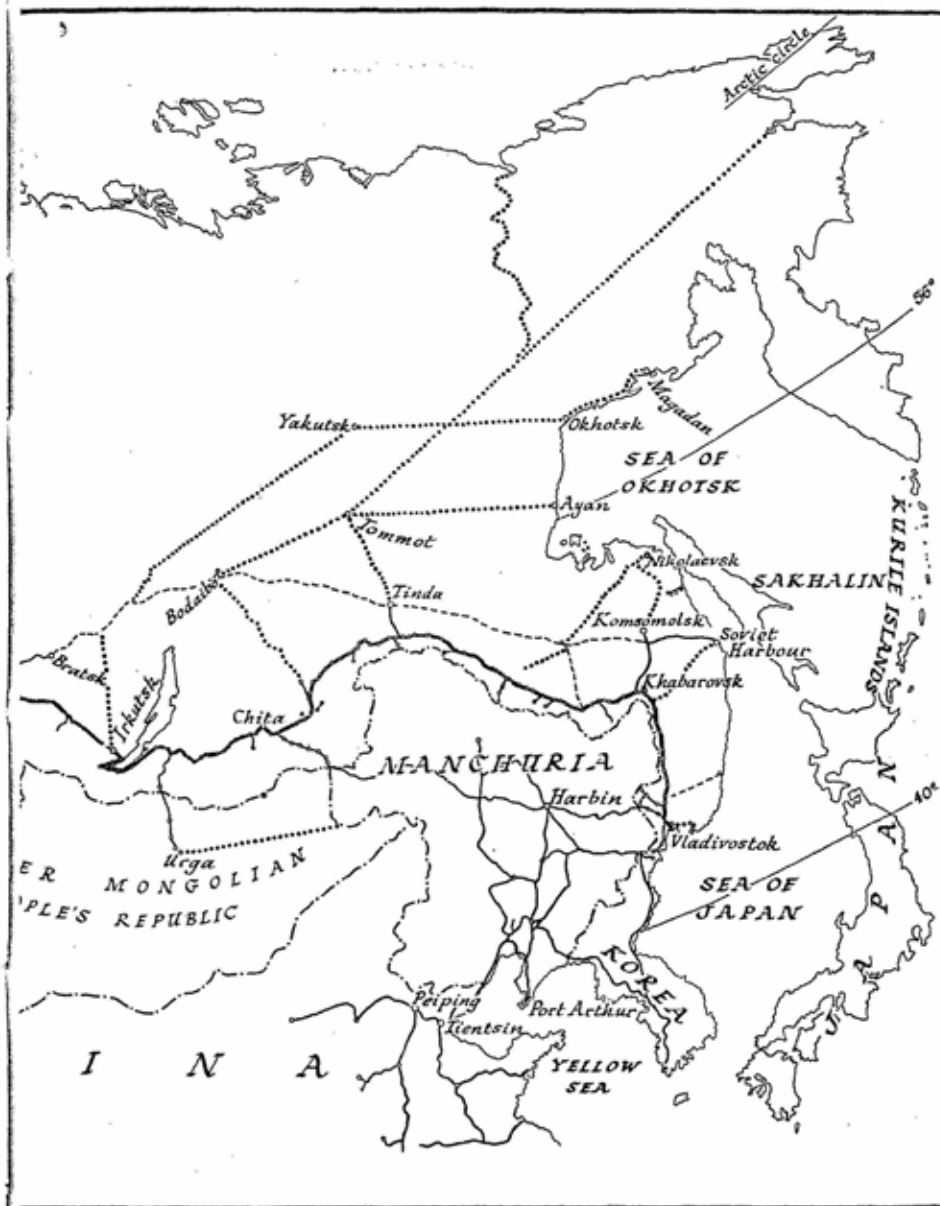 Arctic circle
56°
Yakutsk
Magadan
Okhotsk
SEA OF
OKHOTSK
Ayan
Tommot
KURILE ISLANDS
Nikolaevsk
SAKHALIN
Bodaibo
Tinda
Komsomolsk
Soviet
Harbour
Bratsk
Khabarovsk
Irkutsk
Chita
MANCHURIA
Harbin
40°
Vladivostok
Urga
ER MONGOLIAN
PLE'S REPUBLIC
SEA OF
JAPAN
JAPAN
KOREA
Peiping
Port Arthur
Tientsin
YELLOW
SEA
I N A